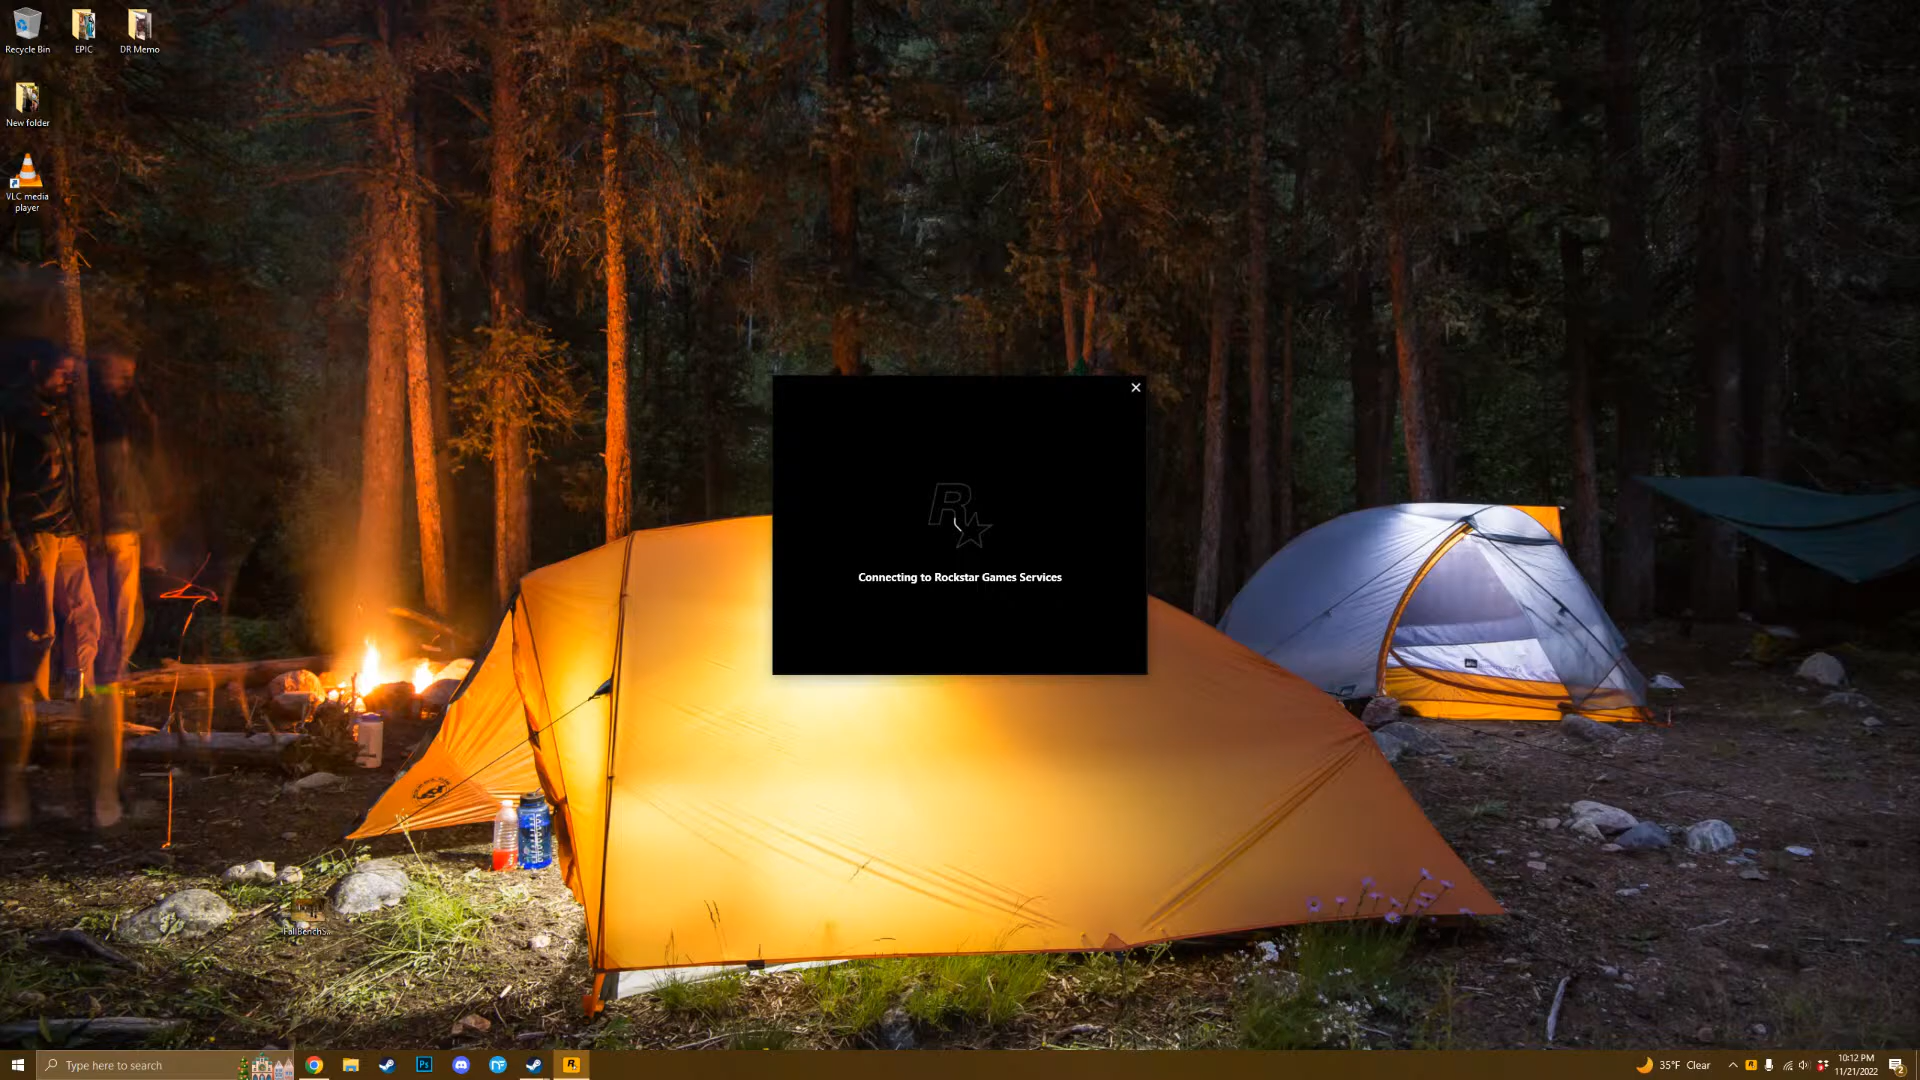 Recycle Bin
EPIC
DR Memo
New folder
VLC media
player
Connecting to Rockstar Games Services
FallBenchS...
Type here to search
35°F Clear
10:12 PM
11/21/2022